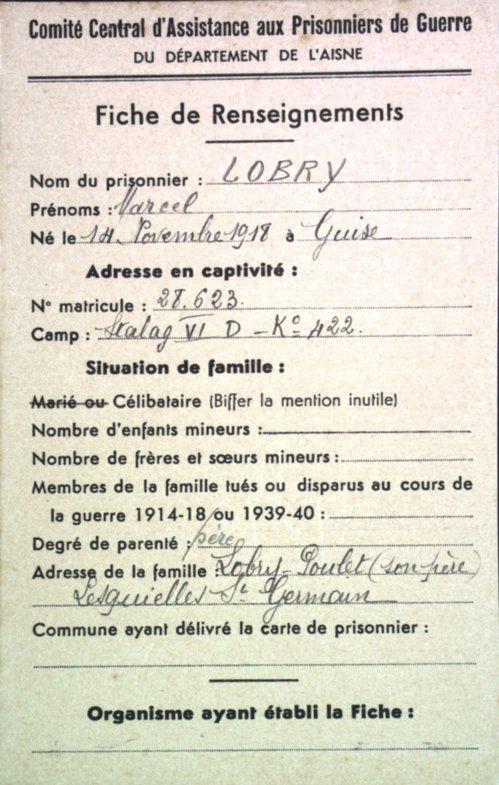 Comité Central d'Assistance aux Prisonniers de Guerre
DU DÉPARTEMENT DE L'AISNE
Fiche de Renseignements
Nom du prisonnier : LOBRY
Prénoms : Marcel
Né le 14 Novembre 1918 à Guise
Adresse en captivité :
N° matricule : 28.623.
Camp : Stalag VI D - K° 422.
Situation de famille :
Marié ou Célibataire (Biffer la mention inutile)
Nombre d'enfants mineurs :
Nombre de frères et sœurs mineurs :
Membres de la famille tués ou disparus au cours de
la guerre 1914-18 ou 1939-40 :
Degré de parenté : père
Adresse de la famille : Lobry-Poulet (son père)
Lesquielles St Germain
Commune ayant délivré la carte de prisonnier :
Organisme ayant établi la Fiche :